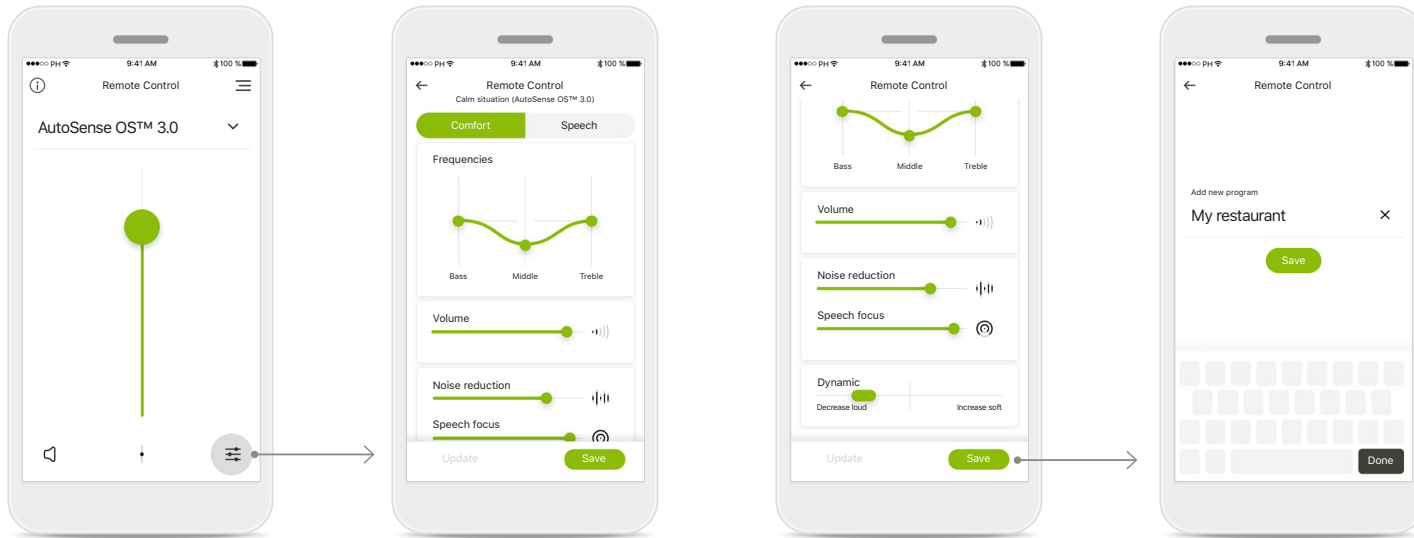 PH 9:41 AM 100 %
Remote Control
AutoSense OS™ 3.0
PH 9:41 AM 100 %
Remote Control
Calm situation (AutoSense OS™ 3.0)
Comfort Speech
Frequencies
Bass Middle Treble
Volume
Noise reduction
Speech focus
Update Save
PH 9:41 AM 100 %
Remote Control
Bass Middle Treble
Volume
Noise reduction
Speech focus
Dynamic
Decrease loud Increase soft
Update Save
PH 9:41 AM 100 %
Remote Control
Add new program
My restaurant
Save
Done